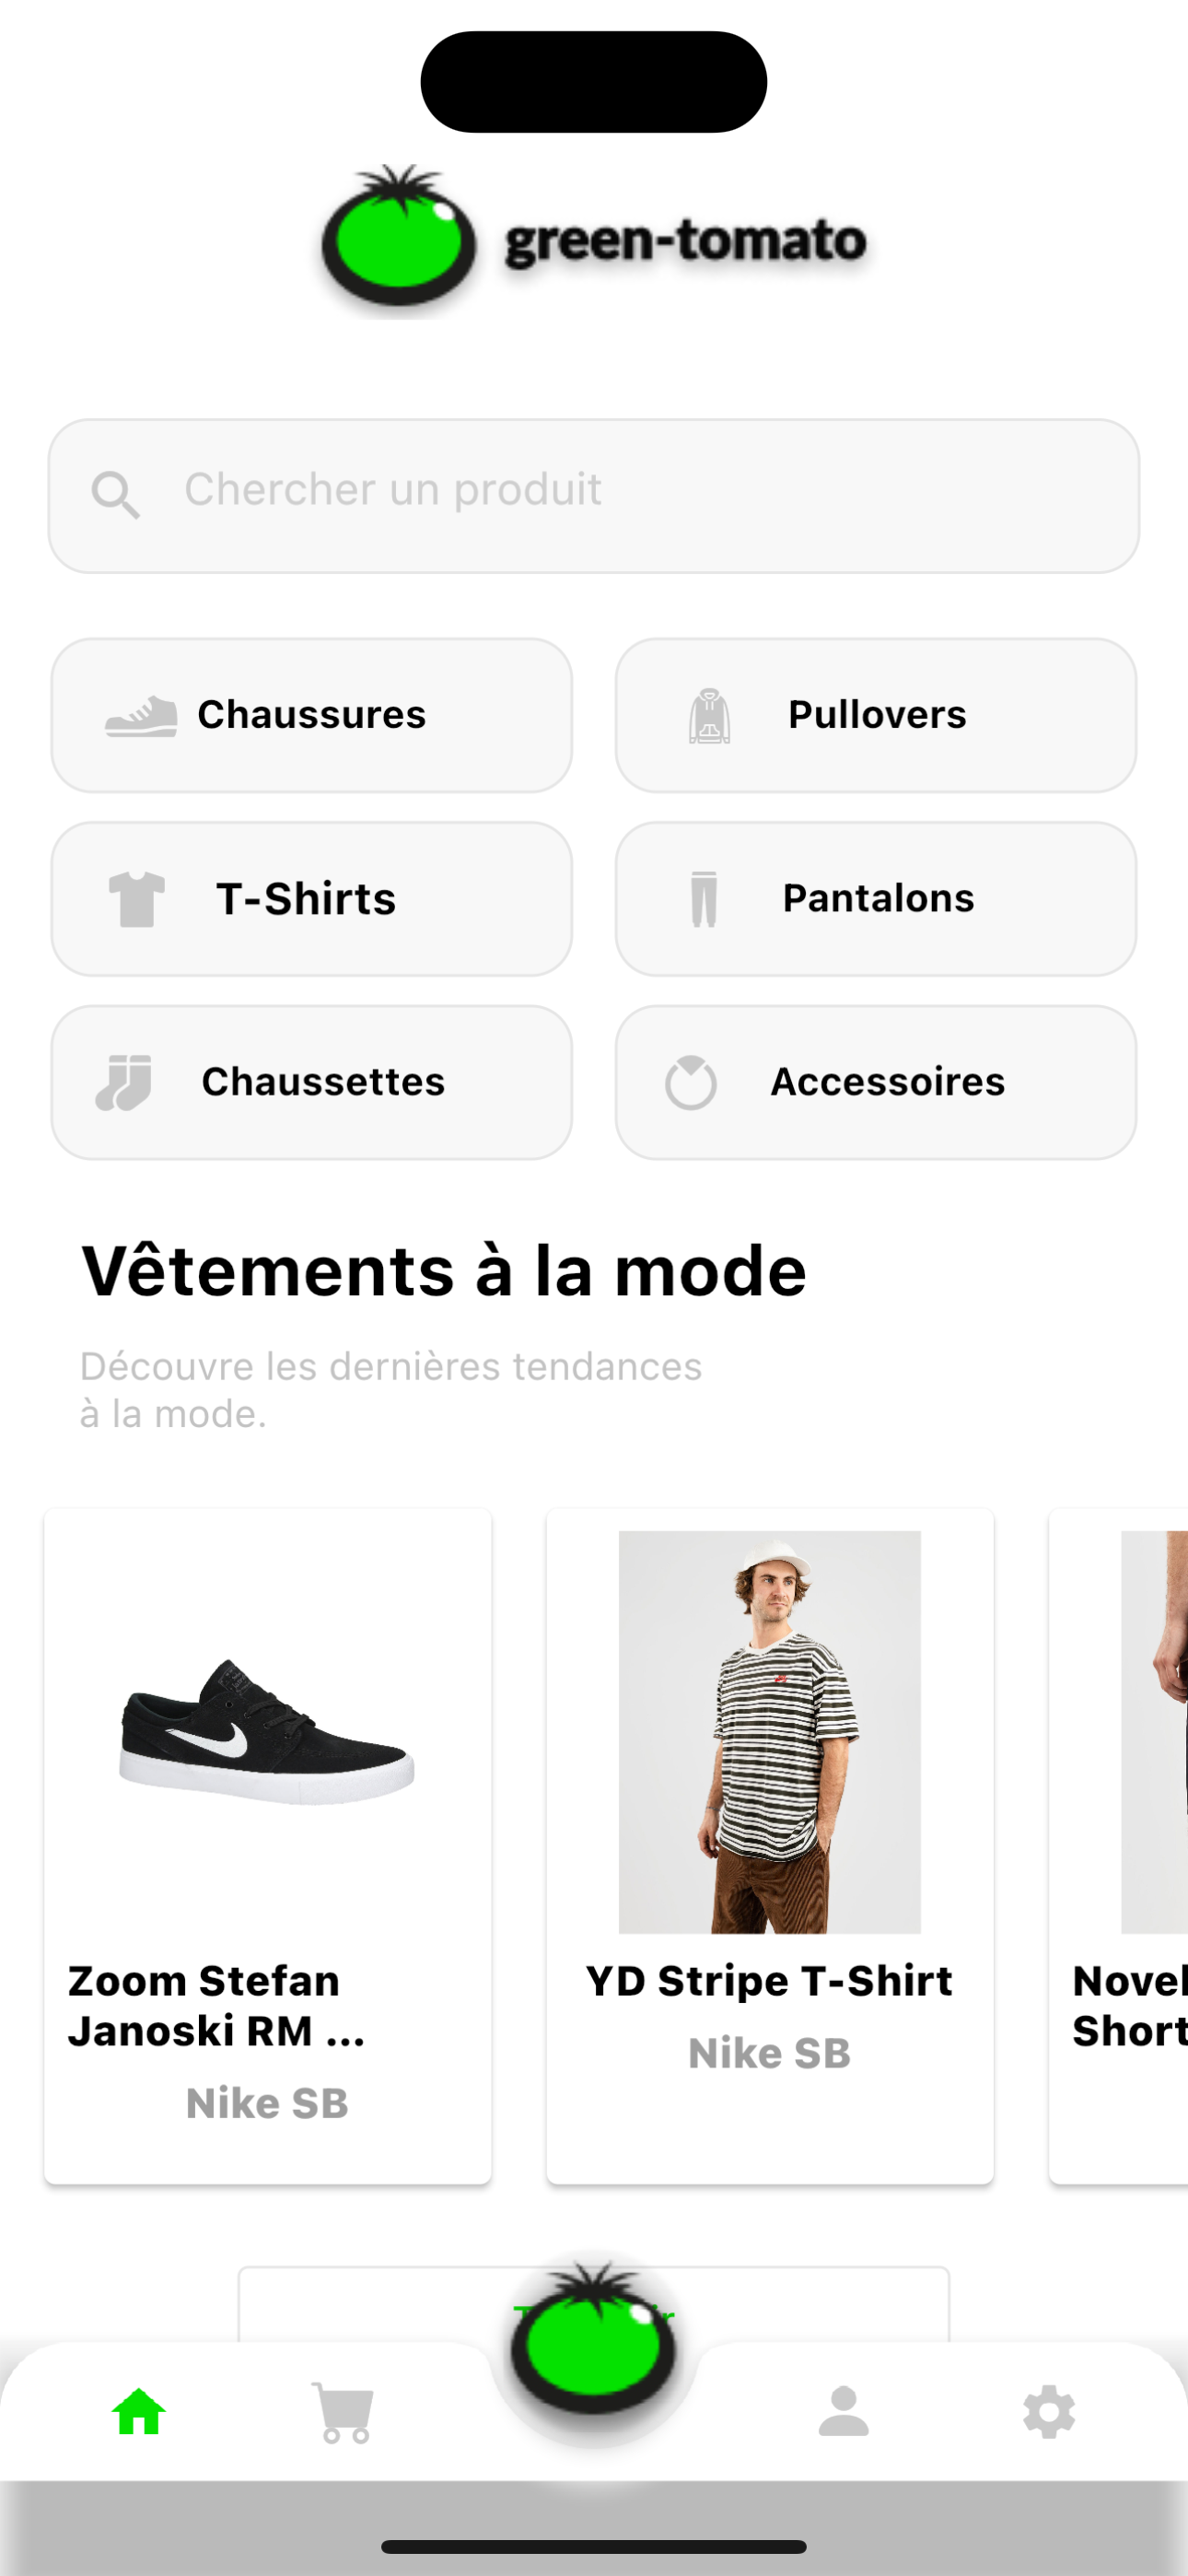 green-tomato
Chercher un produit
Chaussures
Pullovers
T-Shirts
Pantalons
Chaussettes
Accessoires
Vêtements à la mode
Découvre les dernières tendances
à la mode.
Zoom Stefan
Janoski RM ...
Nike SB
YD Stripe T-Shirt
Nike SB
Novel
Short